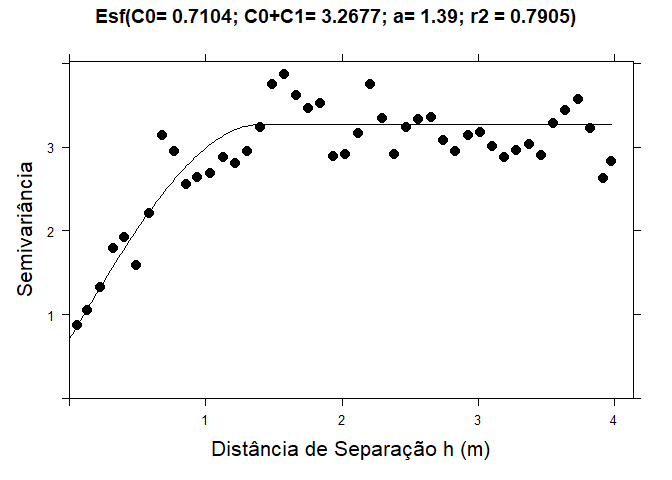 Esf(C0= 0.7104; C0+C1= 3.2677; a= 1.39; r2 = 0.7905)
Semivariância
3
2
1
1 2 3 4
Distância de Separação h (m)